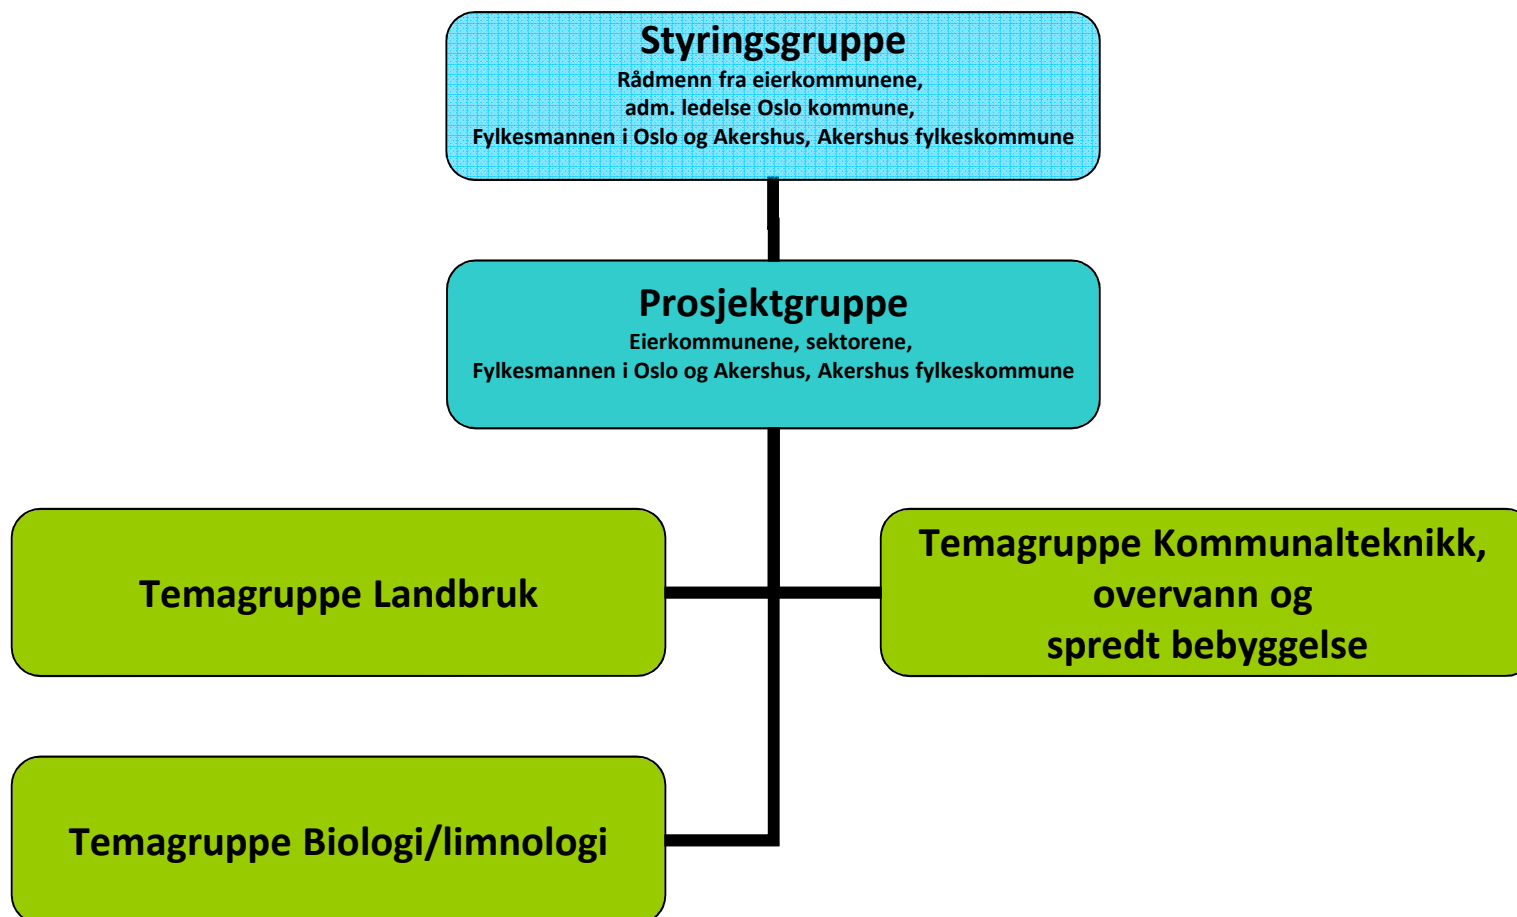 Styringsgruppe
Rådmenn fra eierkommunene,
adm. ledelse Oslo kommune,
Fylkesmannen i Oslo og Akershus, Akershus fylkeskommune
Prosjektgruppe
Eierkommunene, sektorene,
Fylkesmannen i Oslo og Akershus, Akershus fylkeskommune
Temagruppe Landbruk
Temagruppe Kommunalteknikk,
overvann og
spredt bebyggelse
Temagruppe Biologi/limnologi